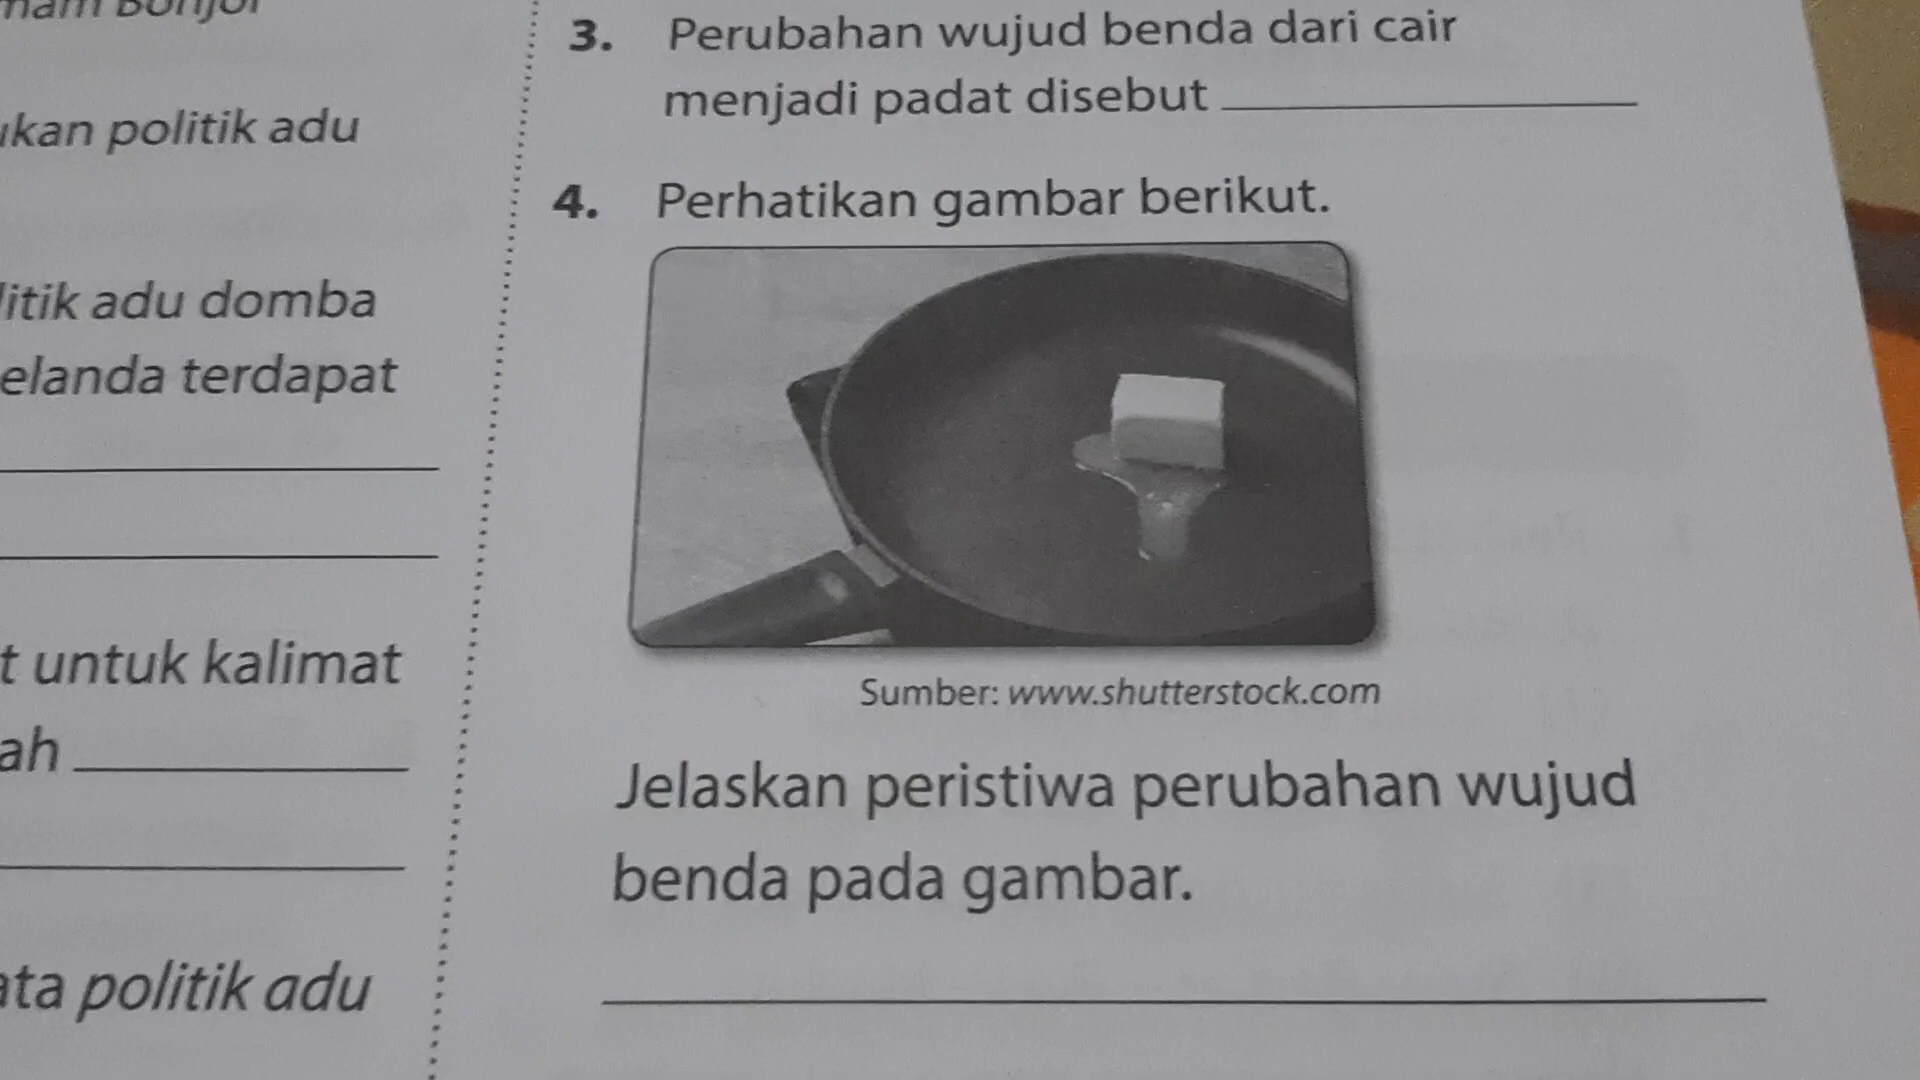 ukan politik adu
litik adu domba
elanda terdapat
t untuk kalimat
ah
ata politik adu
3. Perubahan wujud benda dari cair
menjadi padat disebut
4. Perhatikan gambar berikut.
Sumber: www.shutterstock.com
Jelaskan peristiwa perubahan wujud
benda pada gambar.